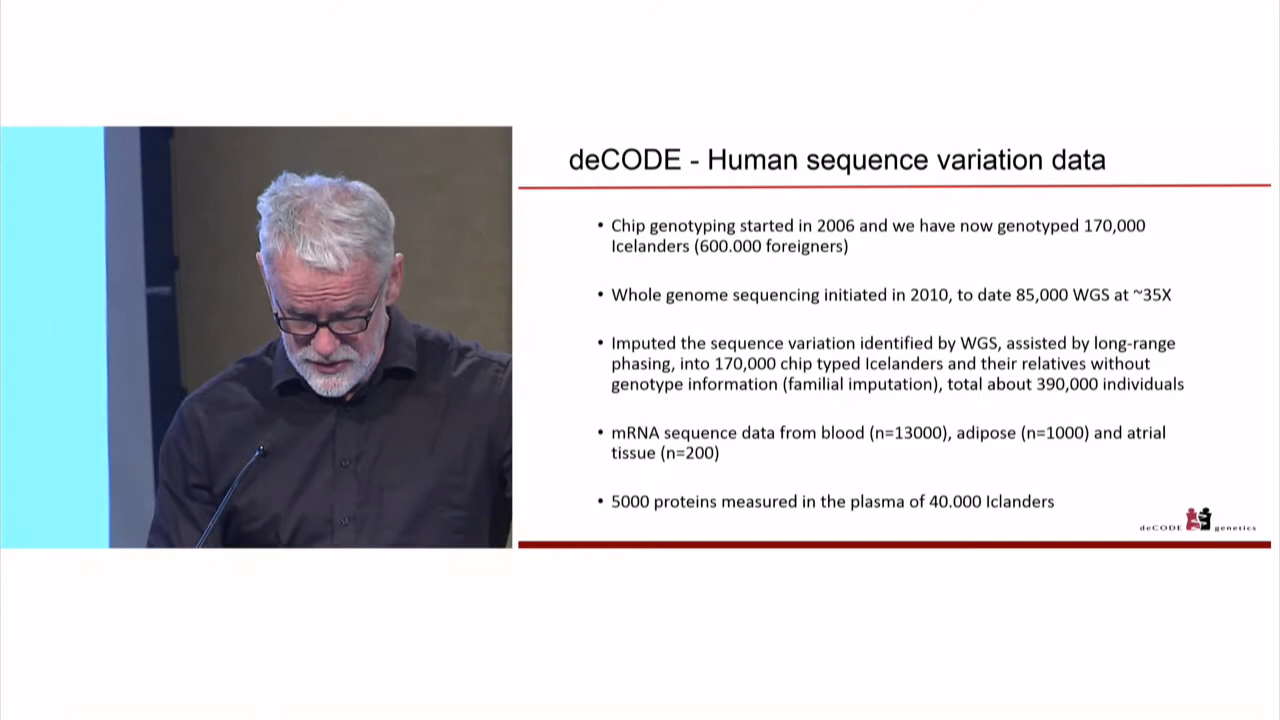 deCODE - Human sequence variation data
• Chip genotyping started in 2006 and we have now genotyped 170,000
Icelanders (600.000 foreigners)
• Whole genome sequencing initiated in 2010, to date 85,000 WGS at ~35X
• Imputed the sequence variation identified by WGS, assisted by long-range
phasing, into 170,000 chip typed Icelanders and their relatives without
genotype information (familial imputation), total about 390,000 individuals
• mRNA sequence data from blood (n=13000), adipose (n=1000) and atrial
tissue (n=200)
• 5000 proteins measured in the plasma of 40.000 Iclanders
deCODE genetics